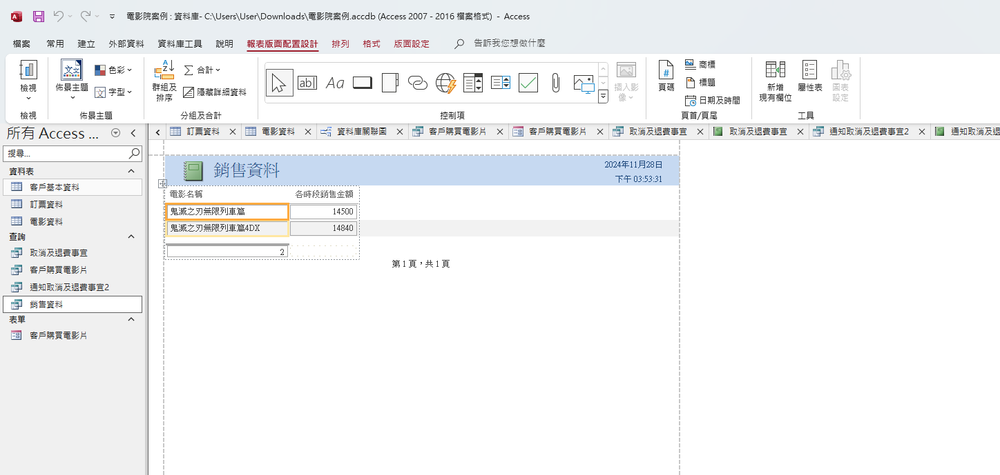 電影院案例 : 資料庫- C:\Users\User\Downloads\電影院案例.accdb (Access 2007 - 2016 檔案格式) - Access
檔案 常用 建立 外部資料 資料庫工具 說明 報表版面配置設計 排列 格式 版面設定 告訴我您想做什麼
檢視
檢視
文文
佈景主題
色彩
文
字型
佈景主題
群組及
排序
合計
隱藏詳細資料
分組及合計
ab
Aa
控制項
插入影
像
頁碼
商標
標題
日期及時間
頁首/頁尾
新增
現有欄位
屬性表
圖表
設定
工具
所有 Access ...
搜尋...
資料表
客戶基本資料
訂票資料
電影資料
查詢
取消及退費事宜
客戶購買電影片
通知取消及退費事宜2
銷售資料
表單
客戶購買電影片
訂票資料 電影資料 資料庫關聯圖 客戶購買電影片 客戶購買電影片 取消及退費事宜 取消及退費事宜 通知取消及退費事宜2 通知取消及退
銷售資料
2024年11月28日
下午 03:53:31
電影名稱 各時段銷售金額
鬼滅之刃無限列車篇 14500
鬼滅之刃無限列車篇4DX 14840
2
第 1 頁，共 1 頁